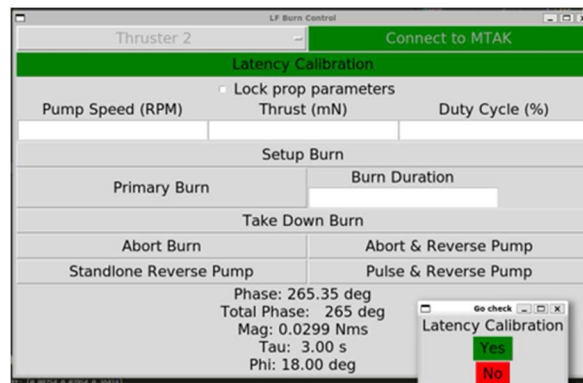 LF Burn Control
Thruster 2
Connect to MTAK
Latency Calibration
Lock prop parameters
Pump Speed (RPM) Thrust (mN) Duty Cycle (%)
Setup Burn
Primary Burn
Burn Duration
Take Down Burn
Abort Burn Abort & Reverse Pump
Standlone Reverse Pump Pulse & Reverse Pump
Phase: 265.35 deg
Total Phase: 265 deg
Mag: 0.0299 Nms
Tau: 3.00 s
Phi: 18.00 deg
Go check
Latency Calibration
Yes
No